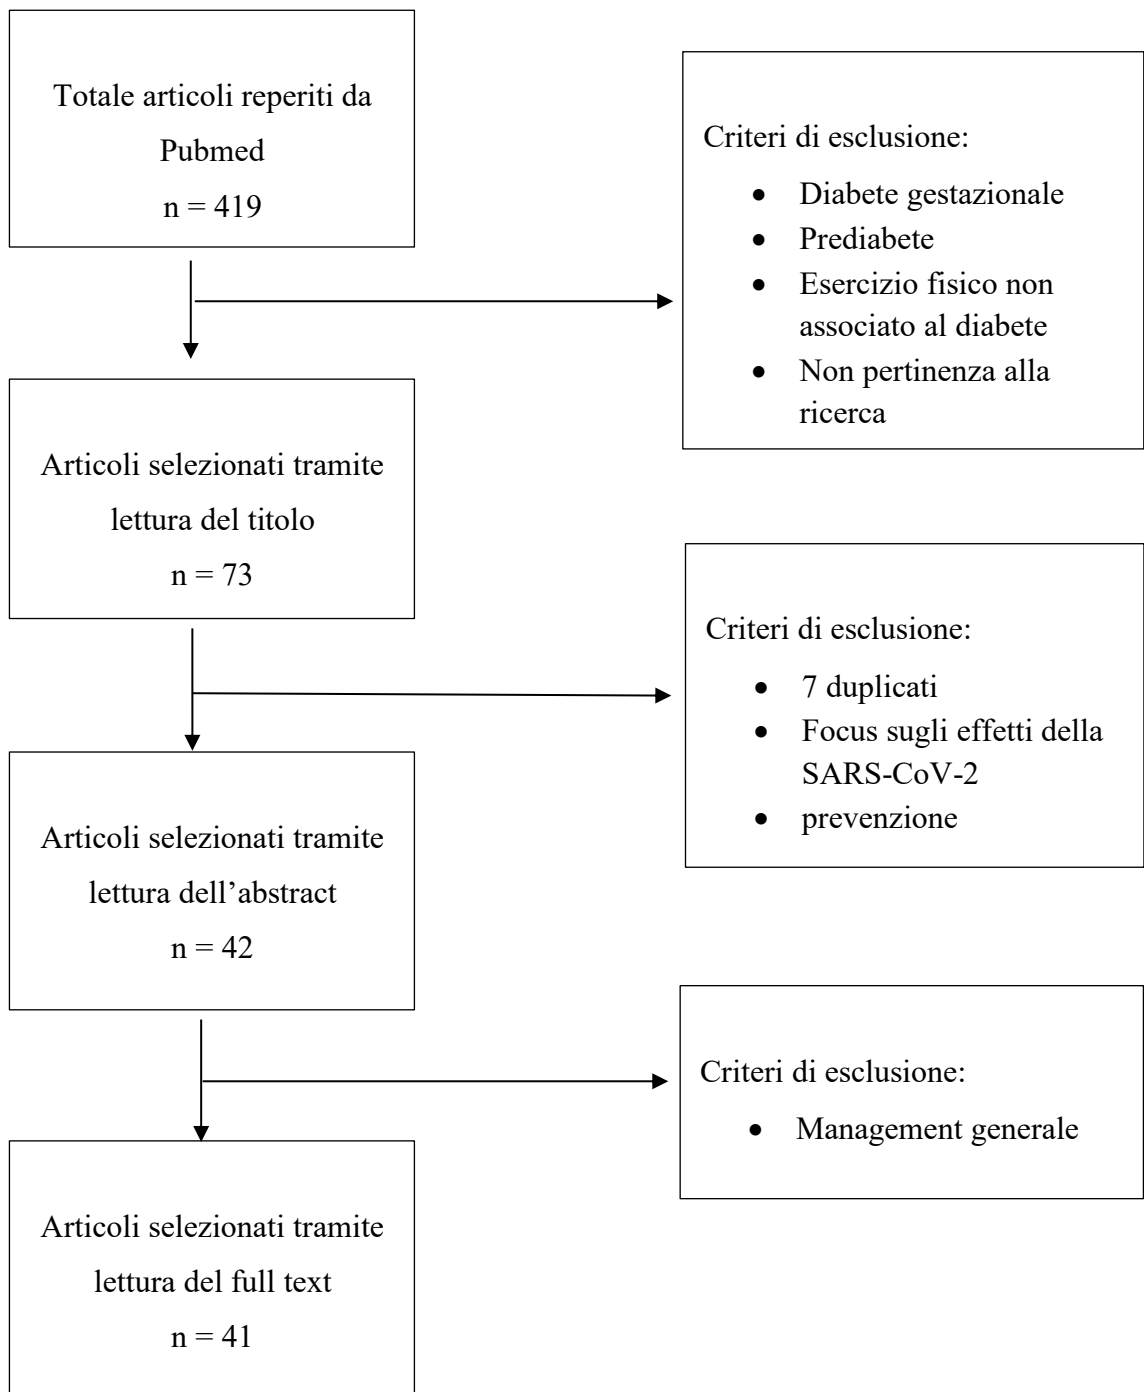 Totale articoli reperiti da
Pubmed
n = 419
Criteri di esclusione:
• Diabete gestazionale
• Prediabete
• Esercizio fisico non
associato al diabete
• Non pertinenza alla
ricerca
Articoli selezionati tramite
lettura del titolo
n = 73
Criteri di esclusione:
• 7 duplicati
• Focus sugli effetti della
SARS-CoV-2
• prevenzione
Articoli selezionati tramite
lettura dell’abstract
n = 42
Criteri di esclusione:
• Management generale
Articoli selezionati tramite
lettura del full text
n = 41